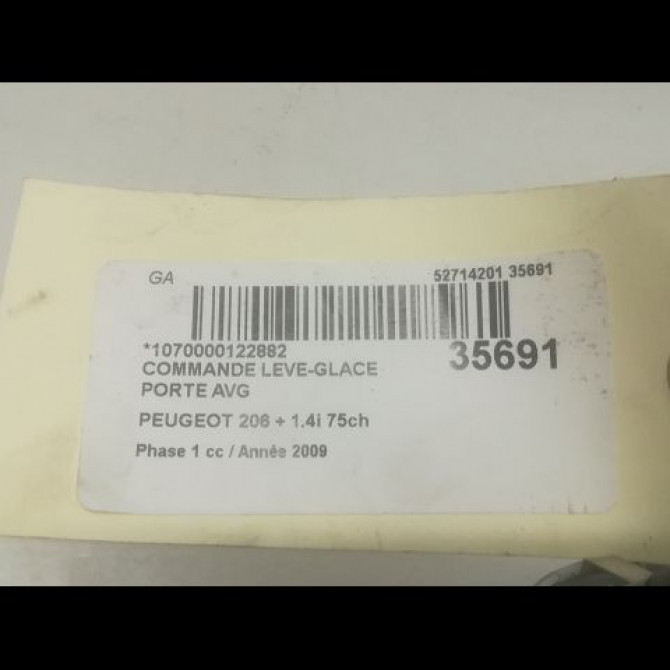 GA 52714201 35691
*1070000122882 35691
COMMANDE LEVE-GLACE
PORTE AVG
PEUGEOT 206 + 1.4i 75ch
Phase 1 cc / Année 2009